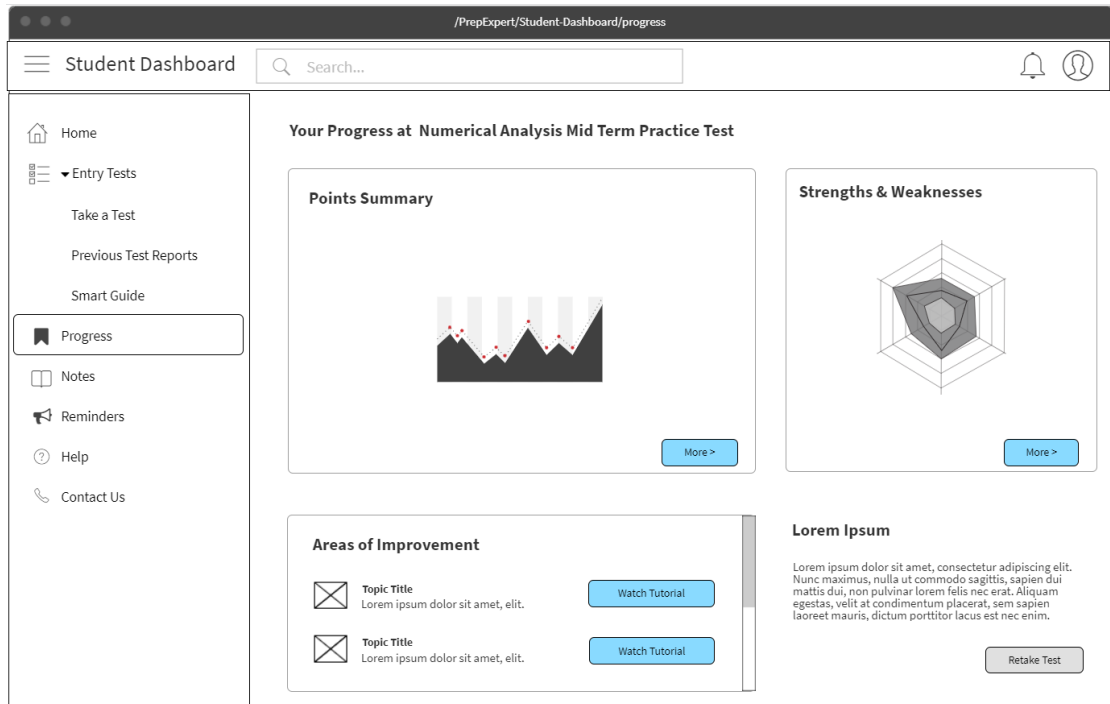 /PrepExpert/Student-Dashboard/progress
Student Dashboard
Search...
Home
Entry Tests
Take a Test
Previous Test Reports
Smart Guide
Progress
Notes
Reminders
Help
Contact Us
Your Progress at Numerical Analysis Mid Term Practice Test
Points Summary
More >
Strengths & Weaknesses
More >
Areas of Improvement
Topic Title
Lorem ipsum dolor sit amet, elit.
Watch Tutorial
Topic Title
Lorem ipsum dolor sit amet, elit.
Watch Tutorial
Lorem Ipsum
Lorem ipsum dolor sit amet, consectetur adipiscing elit.
Nunc maximus, nulla ut commodo sagittis, sapien dui
mattis dui, non pulvinar lorem felis nec erat. Aliquam
egestas, velit at condimentum placerat, sem sapien
laoreet mauris, dictum porttitor lacus est nec enim.
Retake Test